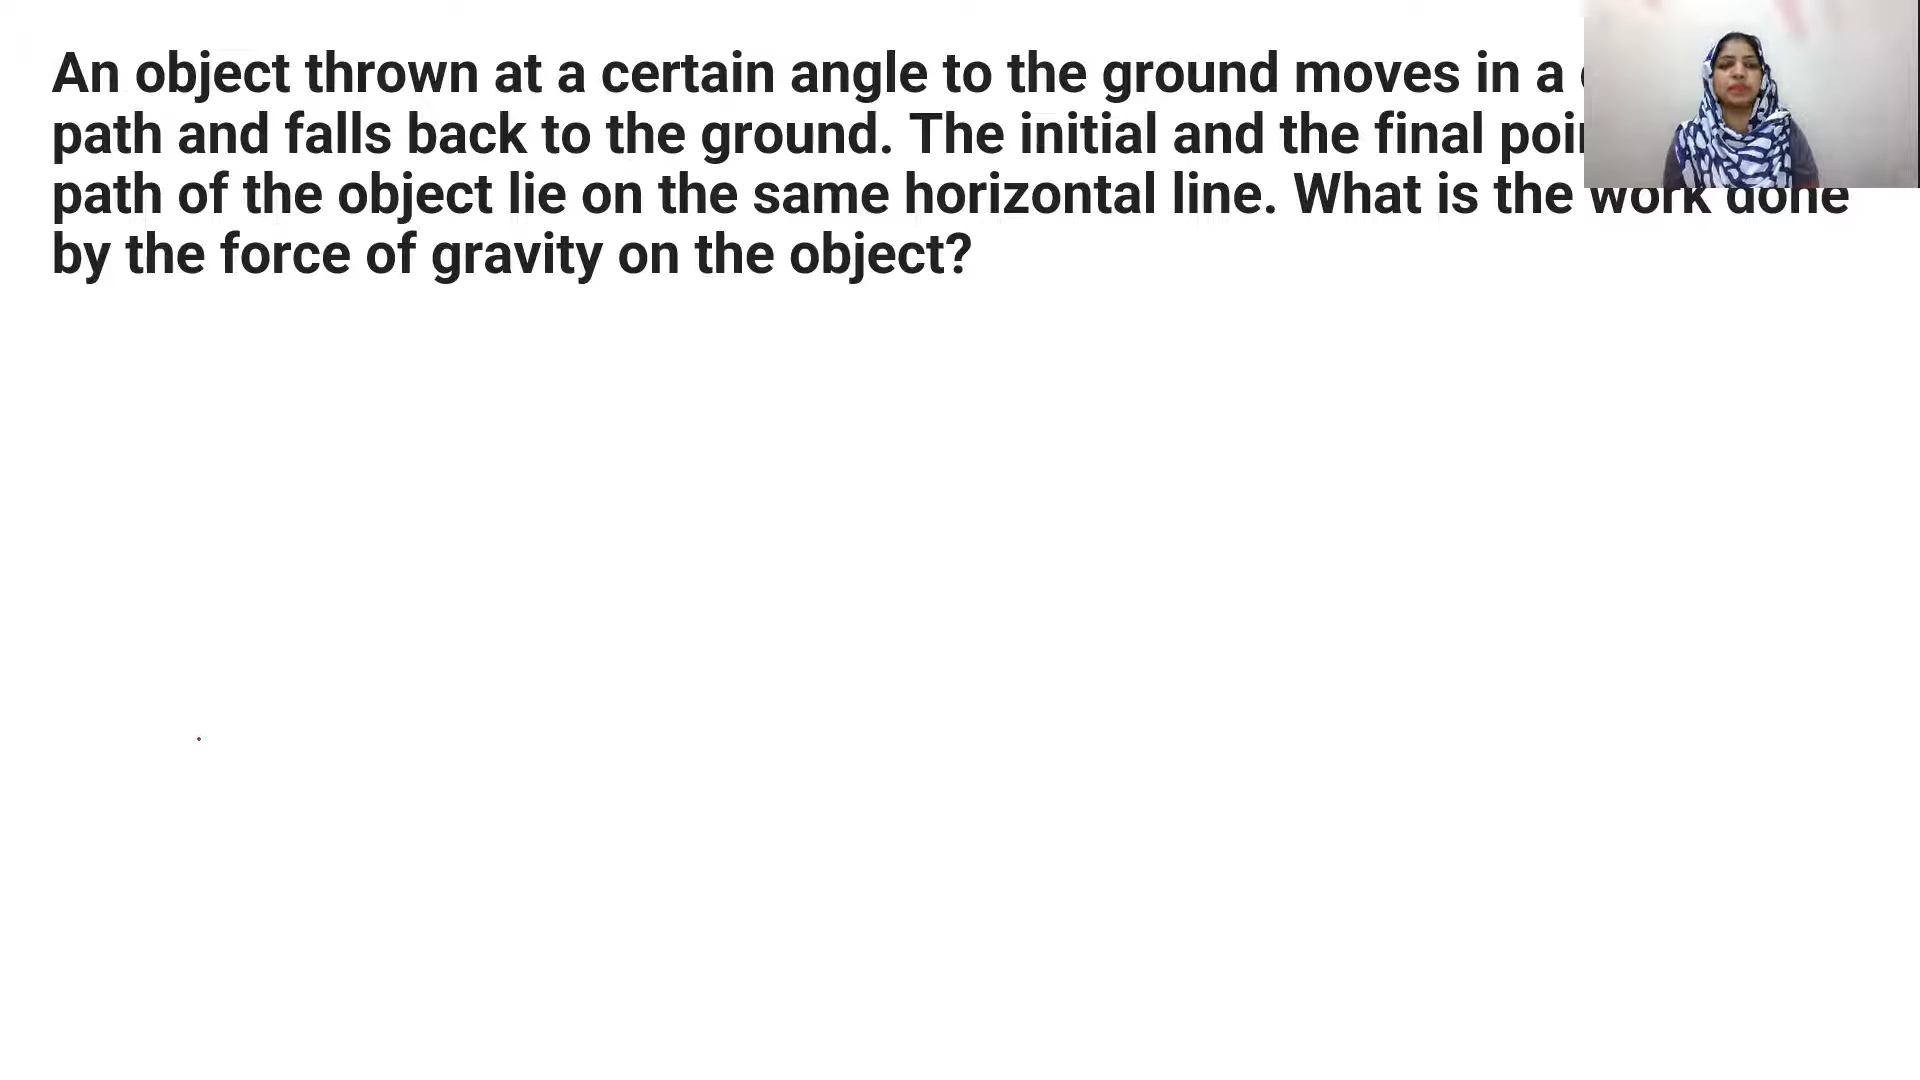 An object thrown at a certain angle to the ground moves in a
path and falls back to the ground. The initial and the final
path of the object lie on the same horizontal line. What is the work done
by the force of gravity on the object?